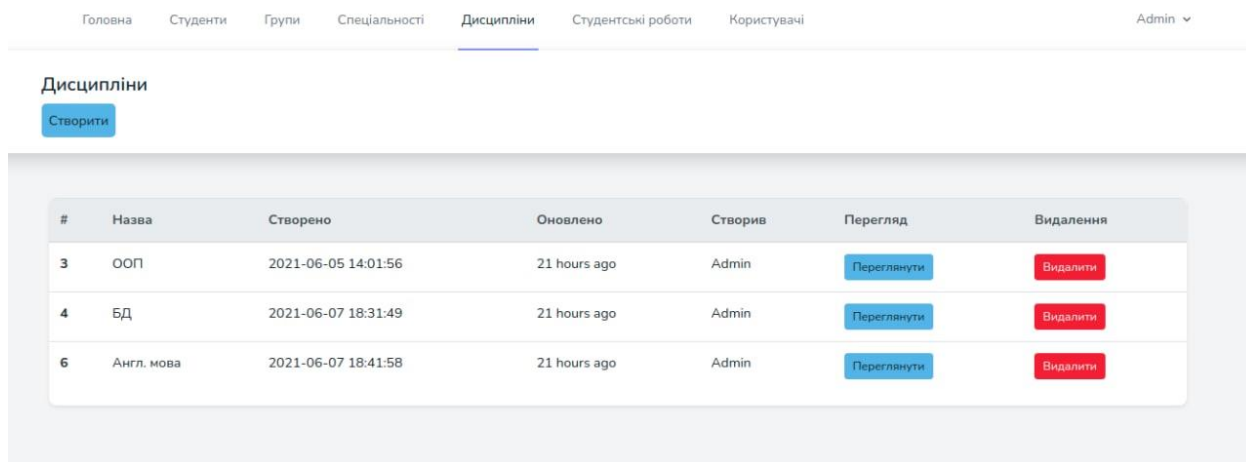 Головна Студенти Групи Спеціальності Дисципліни Студентські роботи Користувачі Admin
Дисципліни
Створити
# Назва Створено Оновлено Створив Перегляд Видалення
3 ООП 2021-06-05 14:01:56 21 hours ago Admin Переглянути Видалити
4 БД 2021-06-07 18:31:49 21 hours ago Admin Переглянути Видалити
6 Англ. мова 2021-06-07 18:41:58 21 hours ago Admin Переглянути Видалити